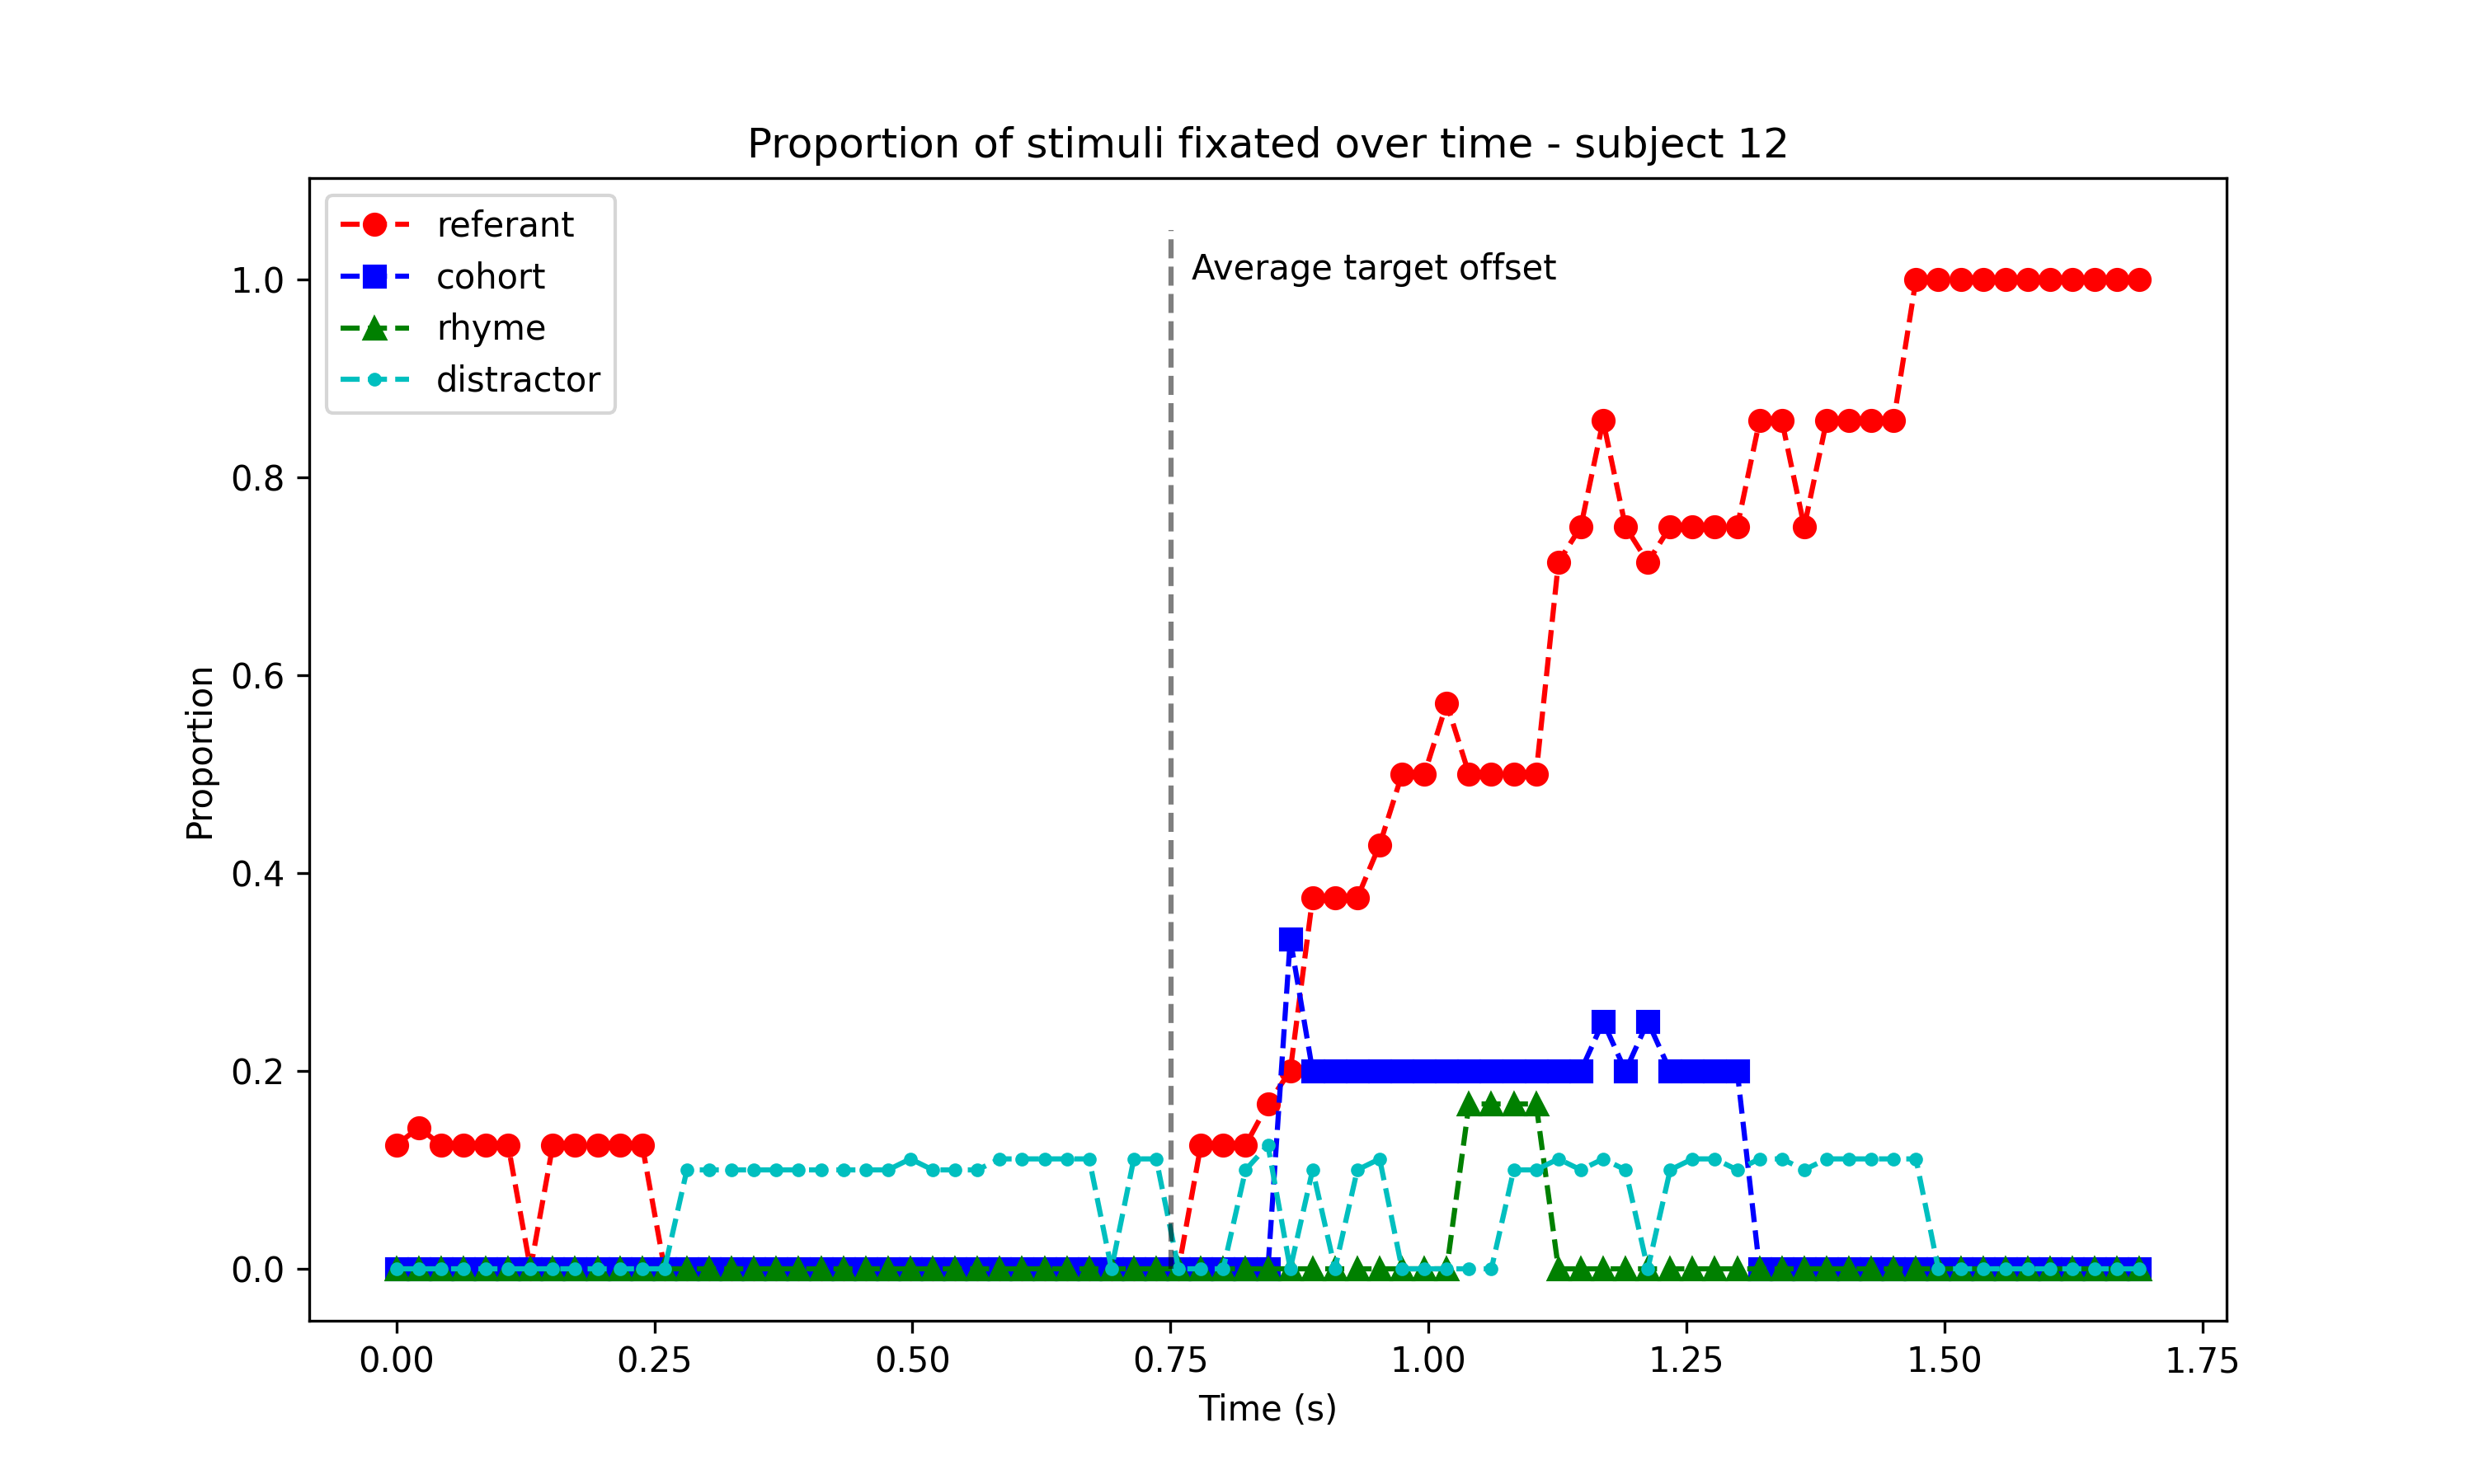 Proportion of stimuli fixated over time - subject 12
referant
cohort
rhyme
distractor
Average target offset
Proportion
1.0
0.8
0.6
0.4
0.2
0.0
0.00 0.25 0.50 0.75 1.00 1.25 1.50 1.75
Time (s)